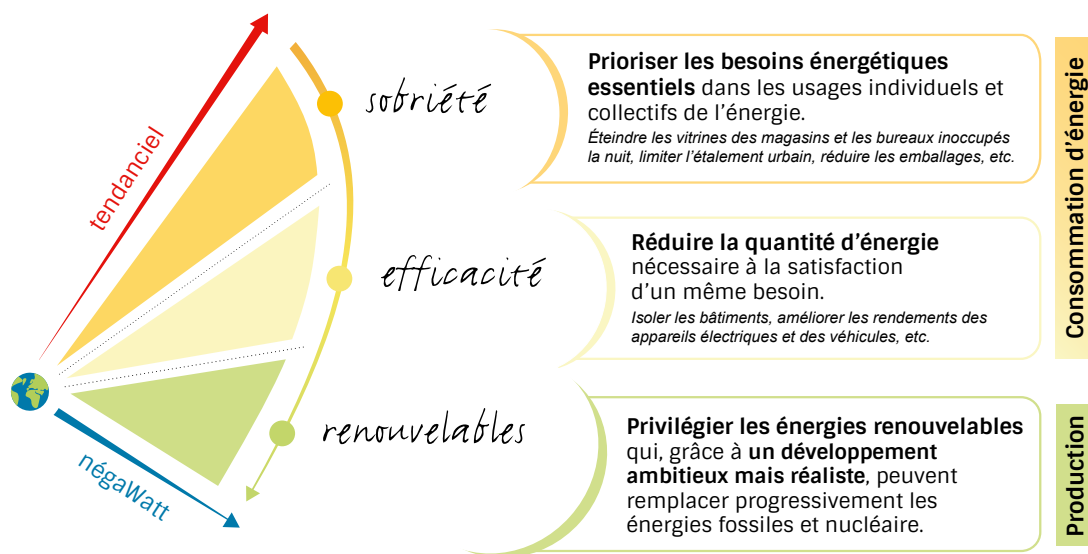 tendanciel
négaWatt
sobriété
Prioriser les besoins énergétiques
essentiels dans les usages individuels et
collectifs de l’énergie.
Éteindre les vitrines des magasins et les bureaux inoccupés
la nuit, limiter l’étalement urbain, réduire les emballages, etc.
efficacité
Réduire la quantité d’énergie
nécessaire à la satisfaction
d’un même besoin.
Isoler les bâtiments, améliorer les rendements des
appareils électriques et des véhicules, etc.
Consommation d’énergie
renouvelables
Privilégier les énergies renouvelables
qui, grâce à un développement
ambitieux mais réaliste, peuvent
remplacer progressivement les
énergies fossiles et nucléaire.
Production